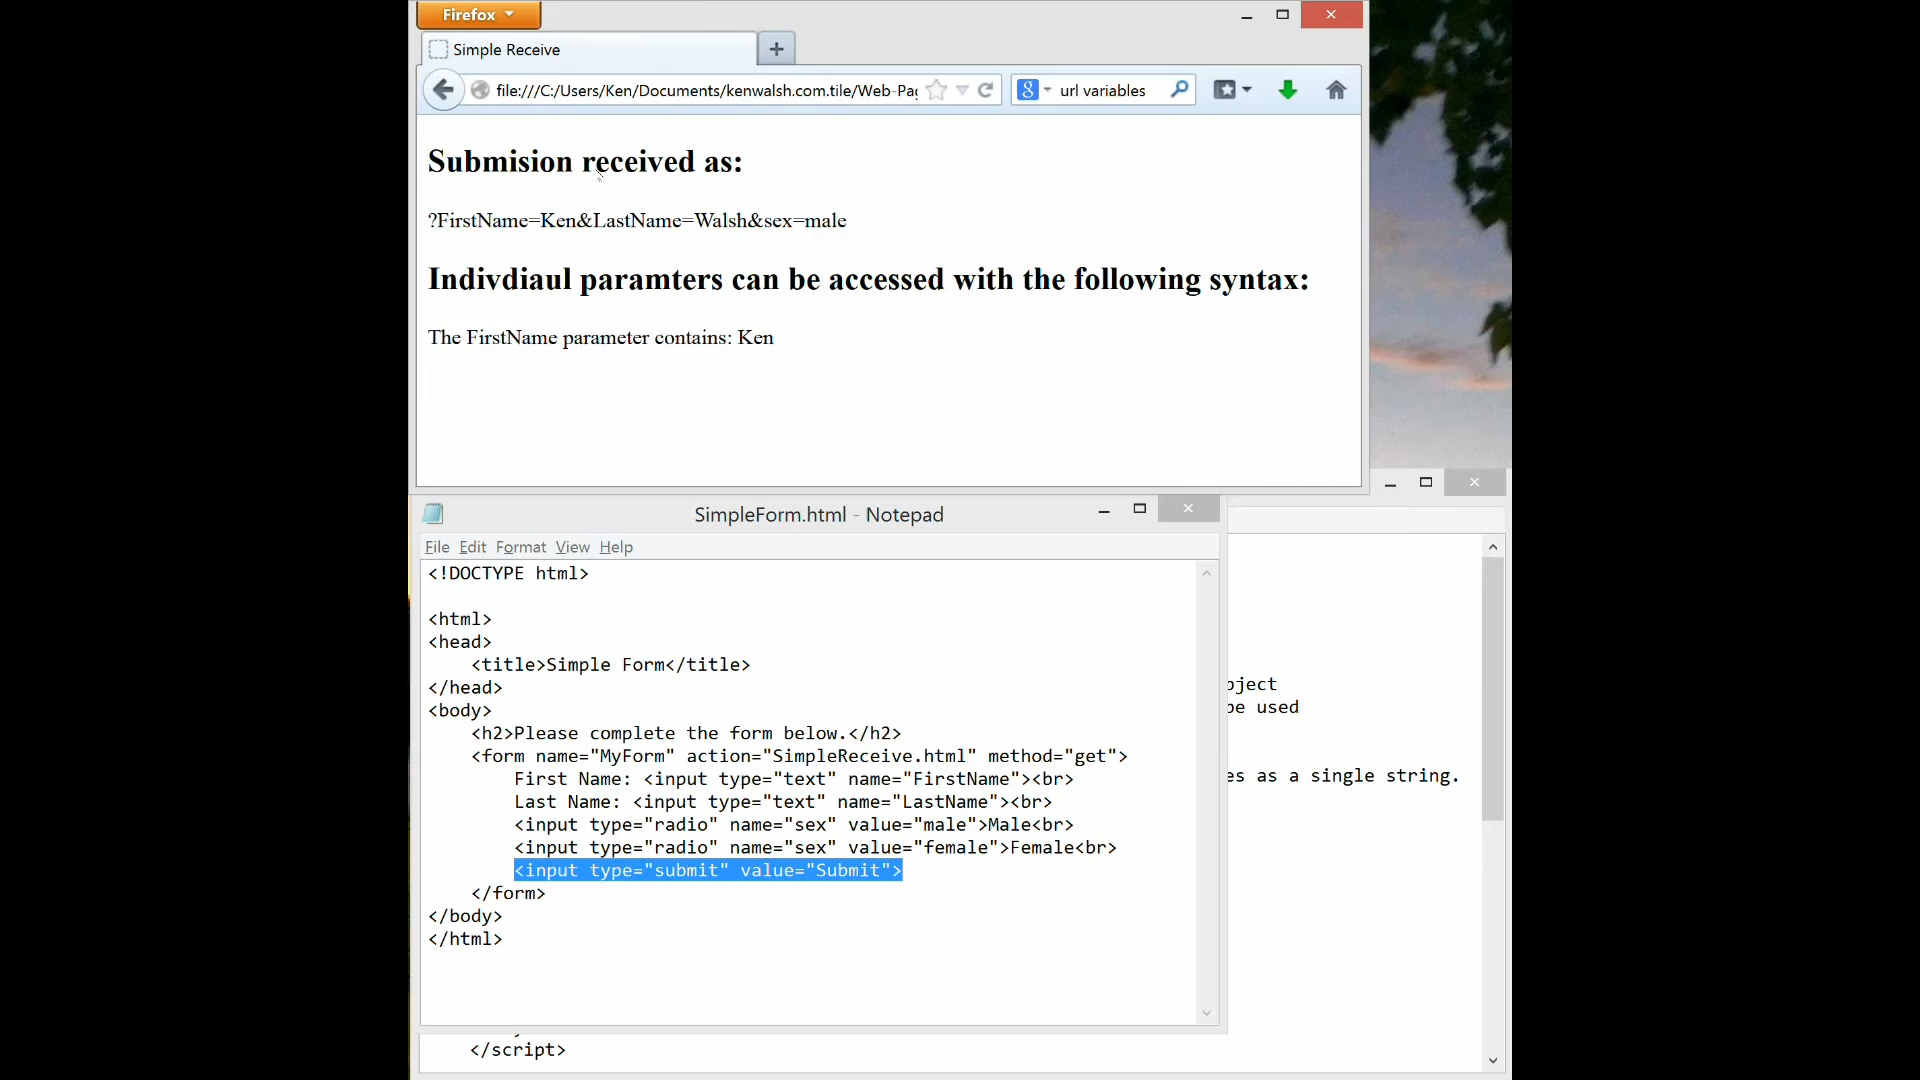 Firefox
Simple Receive
file:///C:/Users/Ken/Documents/kenwalsh.com.tile/Web-Pa
url variables
Submision received as:
?FirstName=Ken&LastName=Walsh&sex=male
Indivdiaul paramters can be accessed with the following syntax:
The FirstName parameter contains: Ken
SimpleForm.html - Notepad
File Edit Format View Help
<!DOCTYPE html>
<html>
<head>
<title>Simple Form</title>
</head>
<body>
<h2>Please complete the form below.</h2>
<form name="MyForm" action="SimpleReceive.html" method="get">
First Name: <input type="text" name="FirstName"><br>
Last Name: <input type="text" name="LastName"><br>
<input type="radio" name="sex" value="male">Male<br>
<input type="radio" name="sex" value="female">Female<br>
<input type="submit" value="Submit">
</form>
</body>
</html>
bject
be used
es as a single string.
</script>